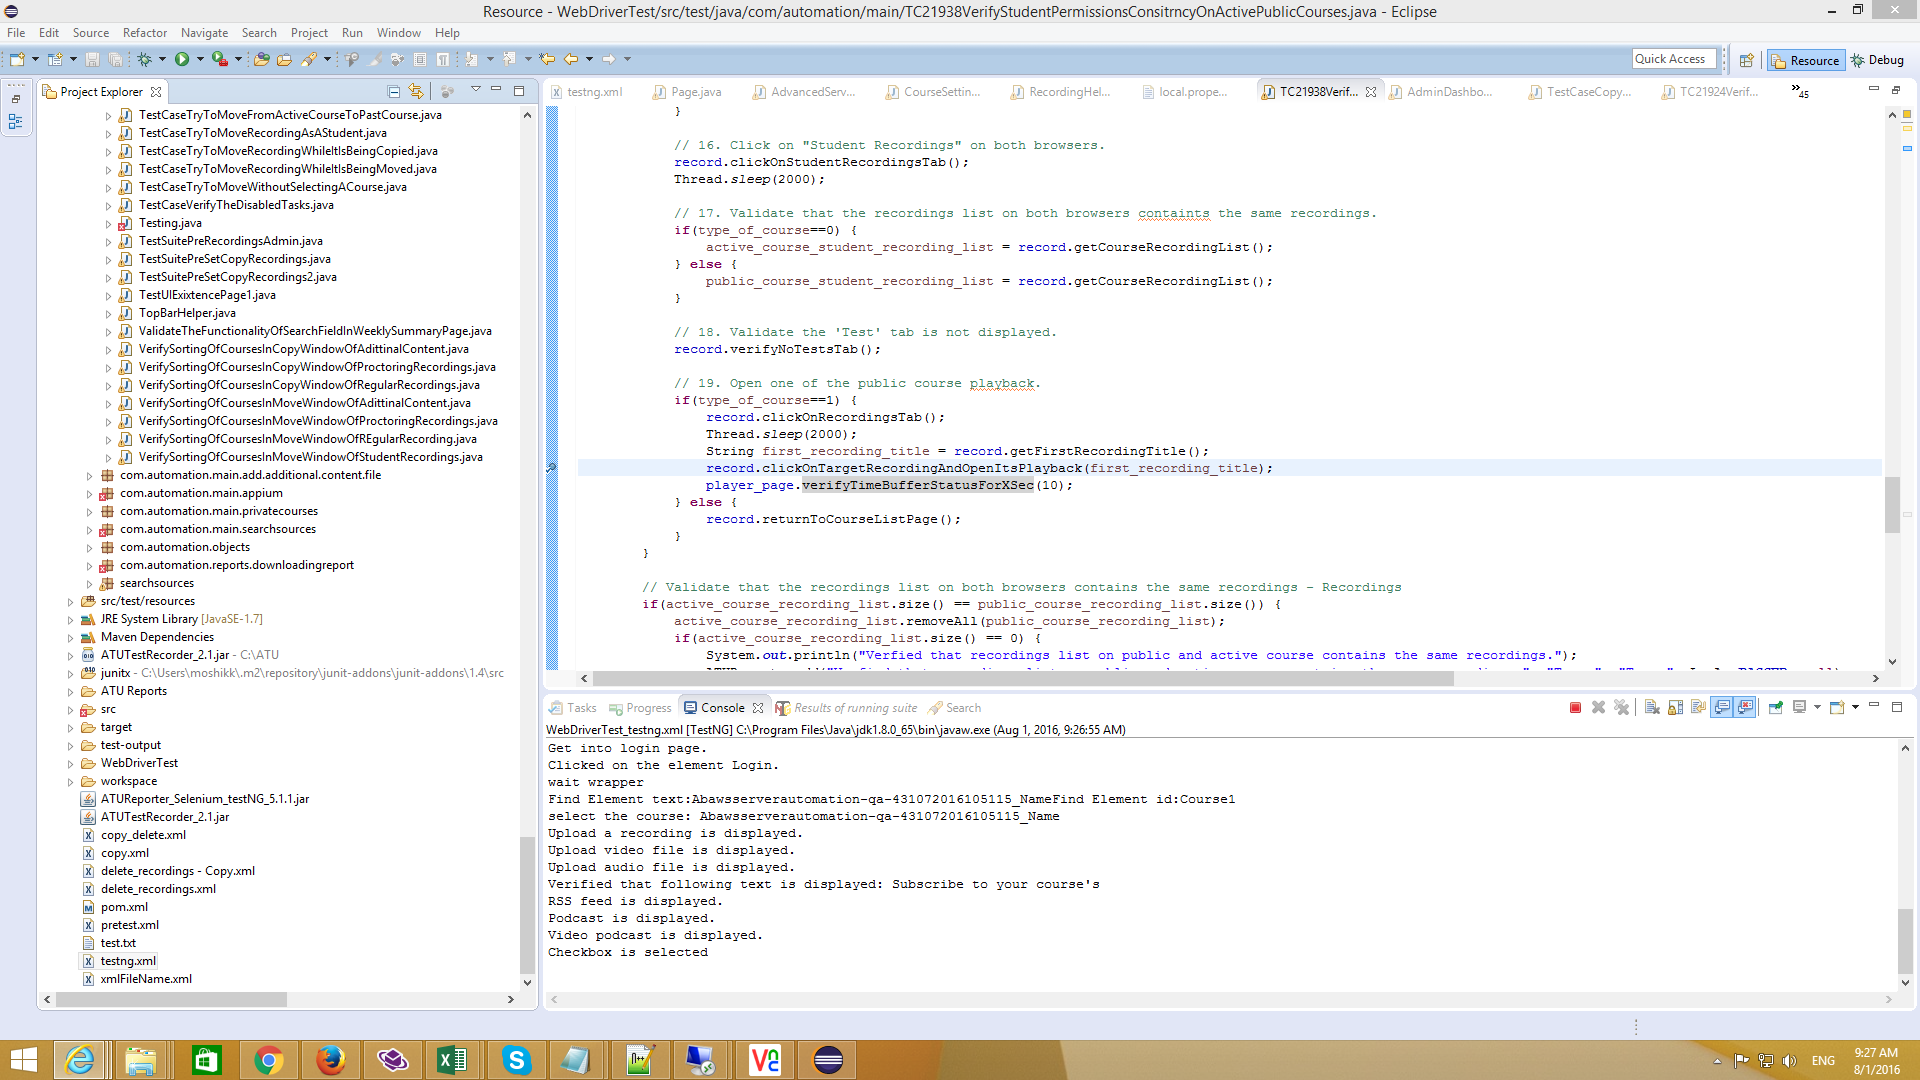 Resource - WebDriverTest/src/test/java/com/automation/main/TC21938VerifyStudentPermissionsConsitrncyOnActivePublicCourses.java - Eclipse
File Edit Source Refactor Navigate Search Project Run Window Help
Quick Access
Resource
Debug
Project Explorer
TestCaseTryToMoveFromActiveCourseToPastCourse.java
TestCaseTryToMoveRecordingAsAStudent.java
TestCaseTryToMoveRecordingWhileItIsBeingCopied.java
TestCaseTryToMoveRecordingWhileItIsBeingMoved.java
TestCaseTryToMoveWithoutSelectingACourse.java
TestCaseVerifyTheDisabledTasks.java
Testing.java
TestSuitePreRecordingsAdmin.java
TestSuitePreSetCopyRecordings.java
TestSuitePreSetCopyRecordings2.java
TestUIExixtencePage1.java
TopBarHelper.java
ValidateTheFunctionalityOfSearchFieldInWeeklySummaryPage.java
VerifySortingOfCoursesInCopyWindowOfAdittinalContent.java
VerifySortingOfCoursesInCopyWindowOfProctoringRecordings.java
VerifySortingOfCoursesInCopyWindowOfRegularRecordings.java
VerifySortingOfCoursesInMoveWindowOfAdittinalContent.java
VerifySortingOfCoursesInMoveWindowOfProctoringRecordings.java
VerifySortingOfCoursesInMoveWindowOfREgularRecording.java
VerifySortingOfCoursesInMoveWindowOfStudentRecordings.java
com.automation.main.add.additional.content.file
com.automation.main.appium
com.automation.main.privatecourses
com.automation.main.searchsources
com.automation.objects
com.automation.reports.downloadingreport
searchsources
src/test/resources
JRE System Library [JavaSE-1.7]
Maven Dependencies
ATUTestRecorder_2.1.jar - C:\ATU
junitx - C:\Users\moshikk\.m2\repository\junit-addons\junit-addons\1.4\src
ATU Reports
src
target
test-output
WebDriverTest
workspace
ATUReporter_Selenium_testNG_5.1.1.jar
ATUTestRecorder_2.1.jar
copy_delete.xml
copy.xml
delete_recordings - Copy.xml
delete_recordings.xml
pom.xml
pretest.xml
test.txt
testng.xml
xmlFileName.xml
testng.xml Page.java AdvancedServ... CourseSettin... RecordingHel... local.prope... TC21938Verif... AdminDashbo... TestCaseCopy... TC21924Verif... »45
}
// 16. Click on "Student Recordings" on both browsers.
record.clickOnStudentRecordingsTab();
Thread.sleep(2000);
// 17. Validate that the recordings list on both browsers containts the same recordings.
if(type_of_course==0) {
active_course_student_recording_list = record.getCourseRecordingList();
} else {
public_course_student_recording_list = record.getCourseRecordingList();
}
// 18. Validate the 'Test' tab is not displayed.
record.verifyNoTestsTab();
// 19. Open one of the public course playback.
if(type_of_course==1) {
record.clickOnRecordingsTab();
Thread.sleep(2000);
String first_recording_title = record.getFirstRecordingTitle();
record.clickOnTargetRecordingAndOpenItsPlayback(first_recording_title);
player_page.verifyTimeBufferStatusForXSec(10);
} else {
record.returnToCourseListPage();
}
}
// Validate that the recordings list on both browsers contains the same recordings - Recordings
if(active_course_recording_list.size() == public_course_recording_list.size()) {
active_course_recording_list.removeAll(public_course_recording_list);
if(active_course_recording_list.size() == 0) {
System.out.println("Verfied that recordings list on public and active course contains the same recordings.");
Tasks Progress Console Results of running suite Search
WebDriverTest_testng.xml [TestNG] C:\Program Files\Java\jdk1.8.0_65\bin\javaw.exe (Aug 1, 2016, 9:26:55 AM)
Get into login page.
Clicked on the element Login.
wait wrapper
Find Element text:Abawsserverautomation-qa-431072016105115_NameFind Element id:Course1
select the course: Abawsserverautomation-qa-431072016105115_Name
Upload a recording is displayed.
Upload video file is displayed.
Upload audio file is displayed.
Verified that following text is displayed: Subscribe to your course's
RSS feed is displayed.
Podcast is displayed.
Video podcast is displayed.
Checkbox is selected
ENG
9:27 AM
8/1/2016